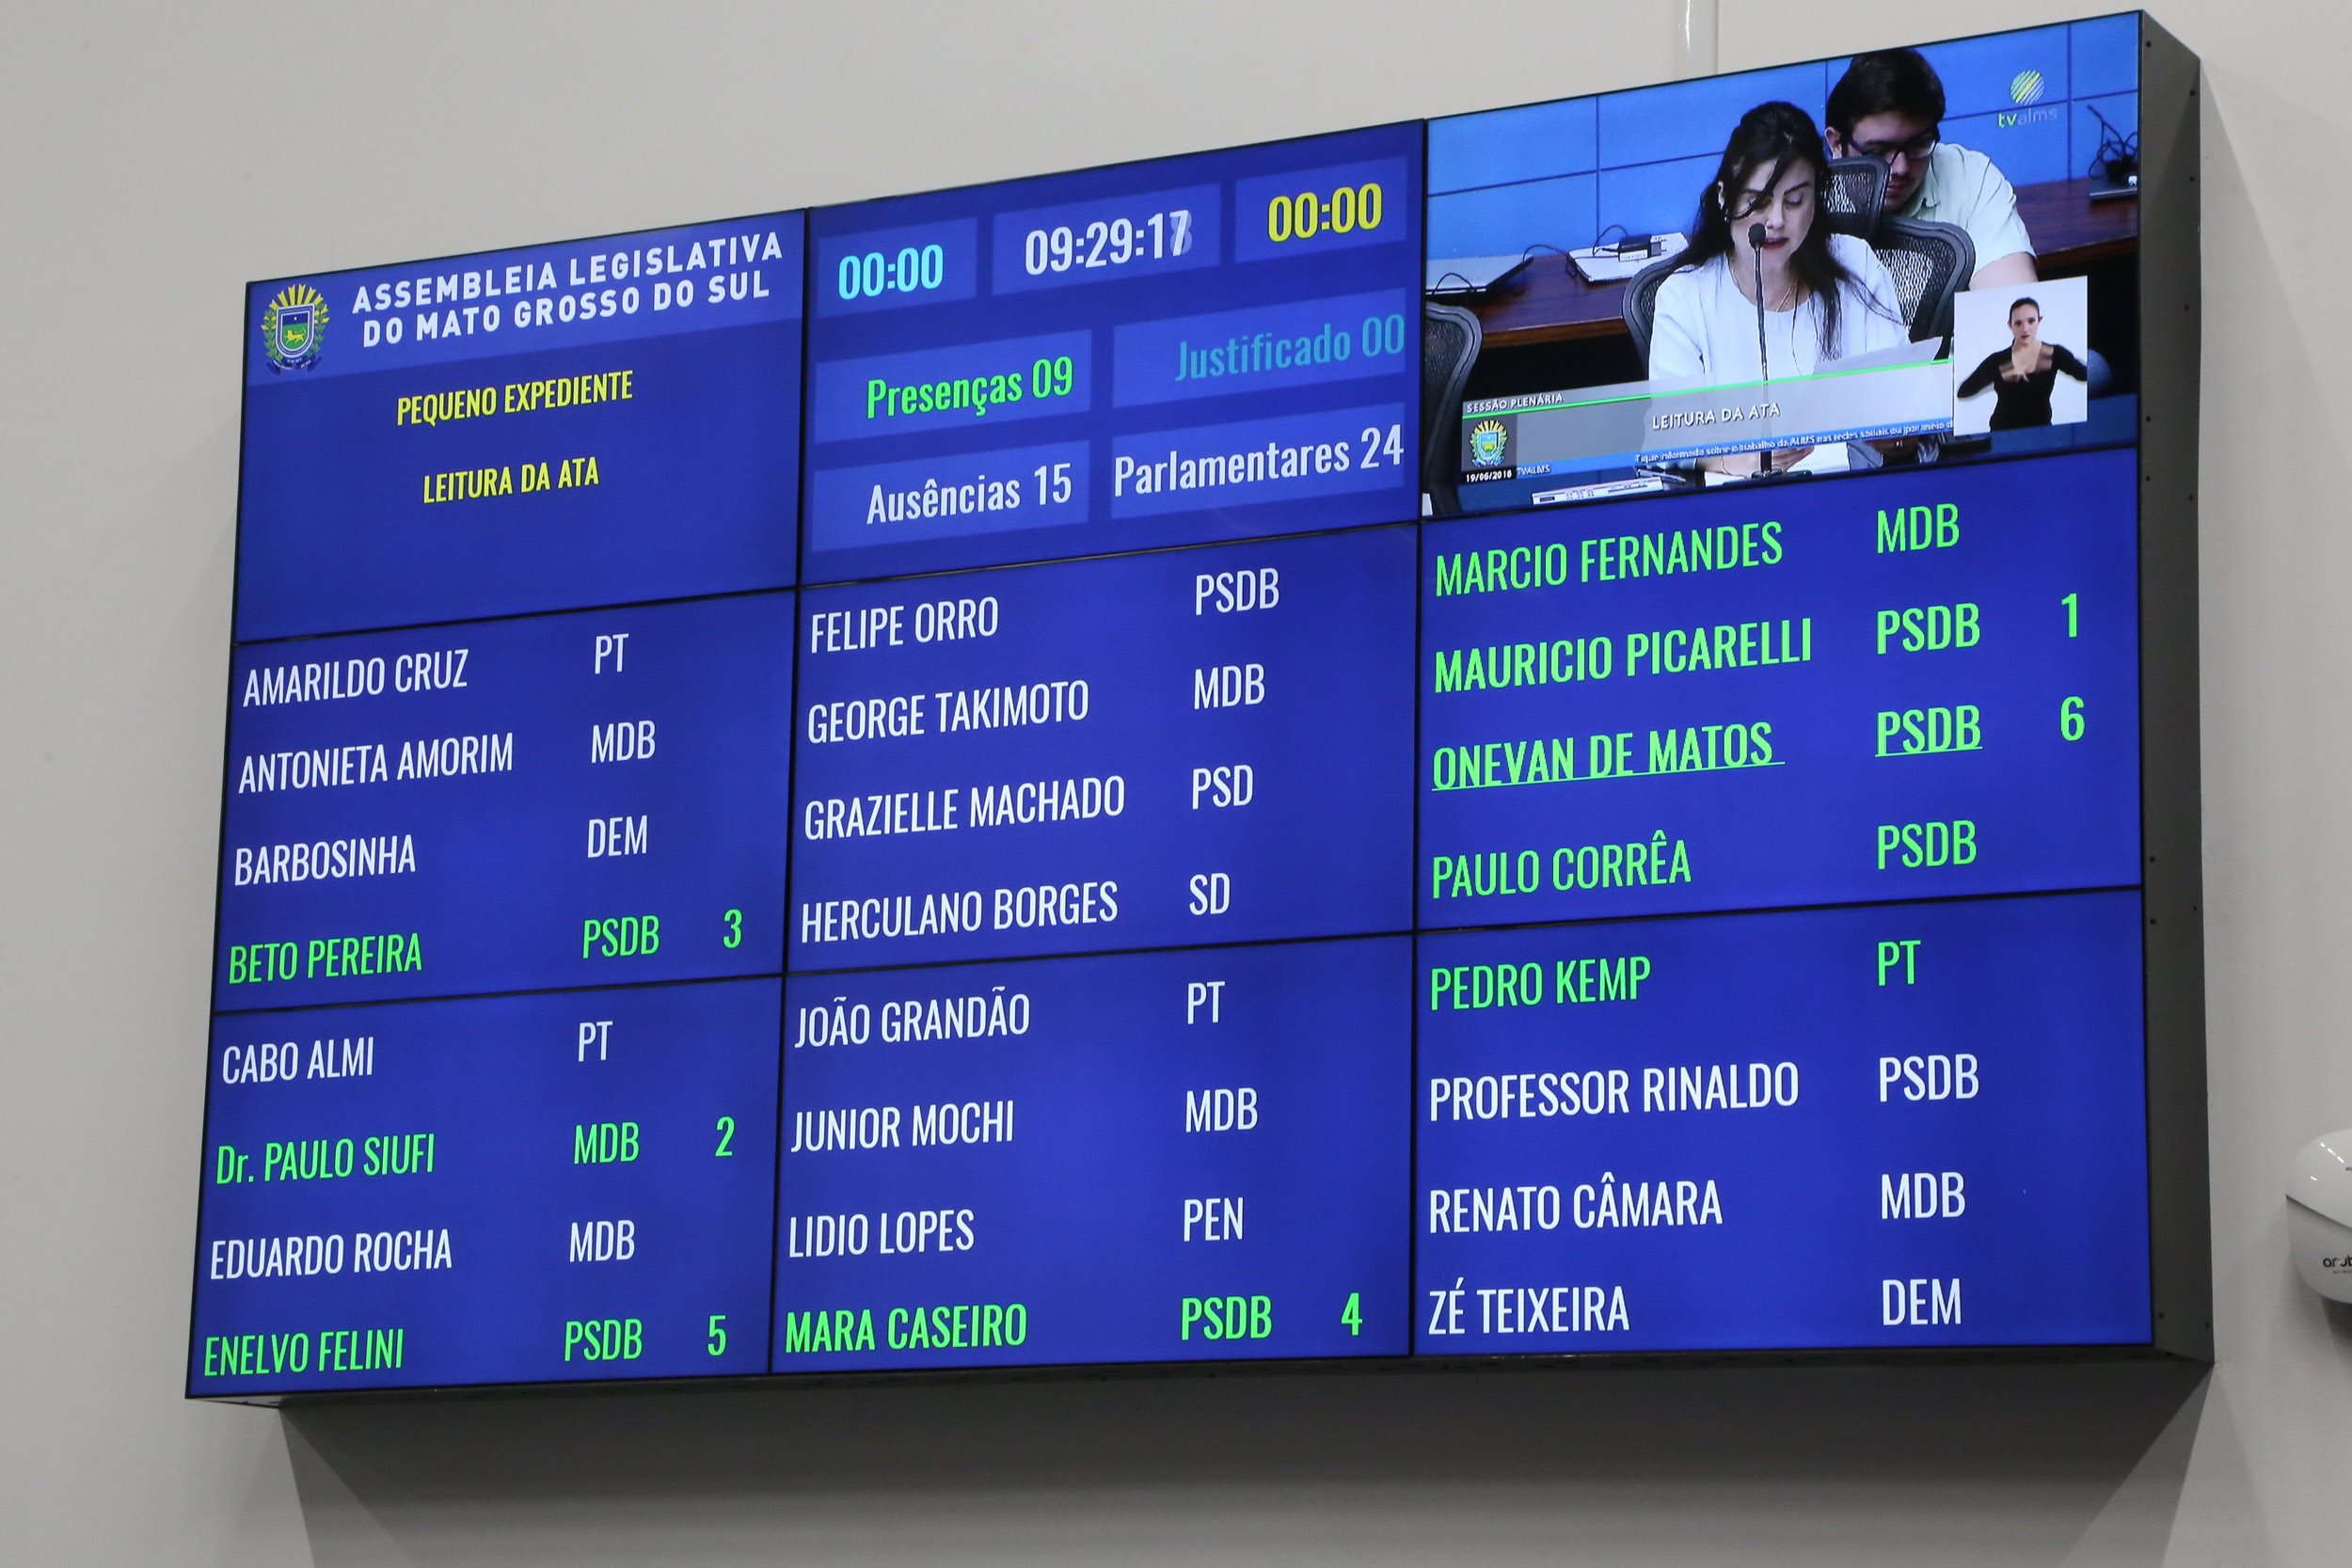 ASSEMBLEIA LEGISLATIVA
DO MATO GROSSO DO SUL
PEQUENO EXPEDIENTE
LEITURA DA ATA
00:00
09:29:17
00:00
Presenças 09
Justificado 00
Ausências 15
Parlamentares 24
tvalms
SESSÃO PLENÁRIA
LEITURA DA ATA
19/06/2018
TVALMS
AMARILDO CRUZ PT
ANTONIETA AMORIM MDB
BARBOSINHA DEM
BETO PEREIRA PSDB 3
CABO ALMI PT
Dr. PAULO SIUFI MDB 2
EDUARDO ROCHA MDB
ENELVO FELINI PSDB 5
FELIPE ORRO PSDB
GEORGE TAKIMOTO MDB
GRAZIELLE MACHADO PSD
HERCULANO BORGES SD
JOÃO GRANDÃO PT
JUNIOR MOCHI MDB
LIDIO LOPES PEN
MARA CASEIRO PSDB 4
MARCIO FERNANDES MDB
MAURICIO PICARELLI PSDB 1
ONEVAN DE MATOS PSDB 6
PAULO CORRÊA PSDB
PEDRO KEMP PT
PROFESSOR RINALDO PSDB
RENATO CÂMARA MDB
ZÉ TEIXEIRA DEM